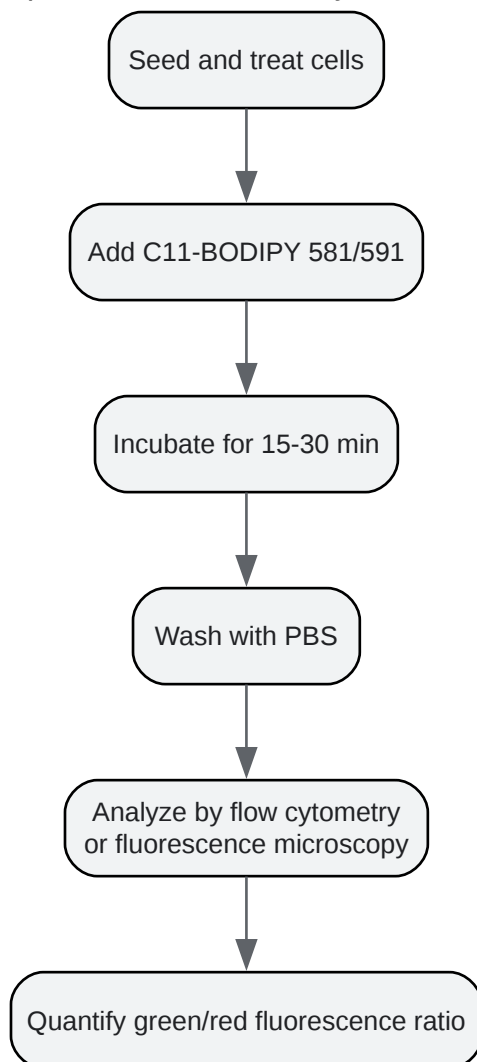 Seed and treat cells
Add C11-BODIPY 581/591
Incubate for 15-30 min
Wash with PBS
Analyze by flow cytometry
or fluorescence microscopy
Quantify green/red fluorescence ratio